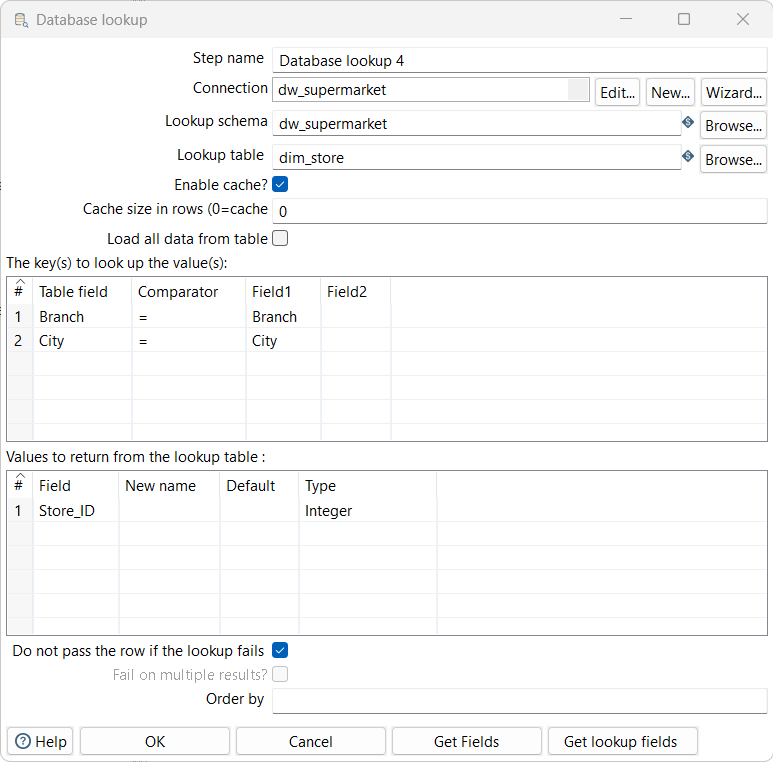 Database lookup
Step name Database lookup 4
Connection dw_supermarket Edit... New... Wizard...
Lookup schema dw_supermarket Browse...
Lookup table dim_store Browse...
Enable cache?
Cache size in rows (0=cache 0
Load all data from table
The key(s) to look up the value(s):
# Table field Comparator Field1 Field2
1 Branch = Branch
2 City = City
Values to return from the lookup table :
# Field New name Default Type
1 Store_ID Integer
Do not pass the row if the lookup fails
Fail on multiple results?
Order by
Help OK Cancel Get Fields Get lookup fields